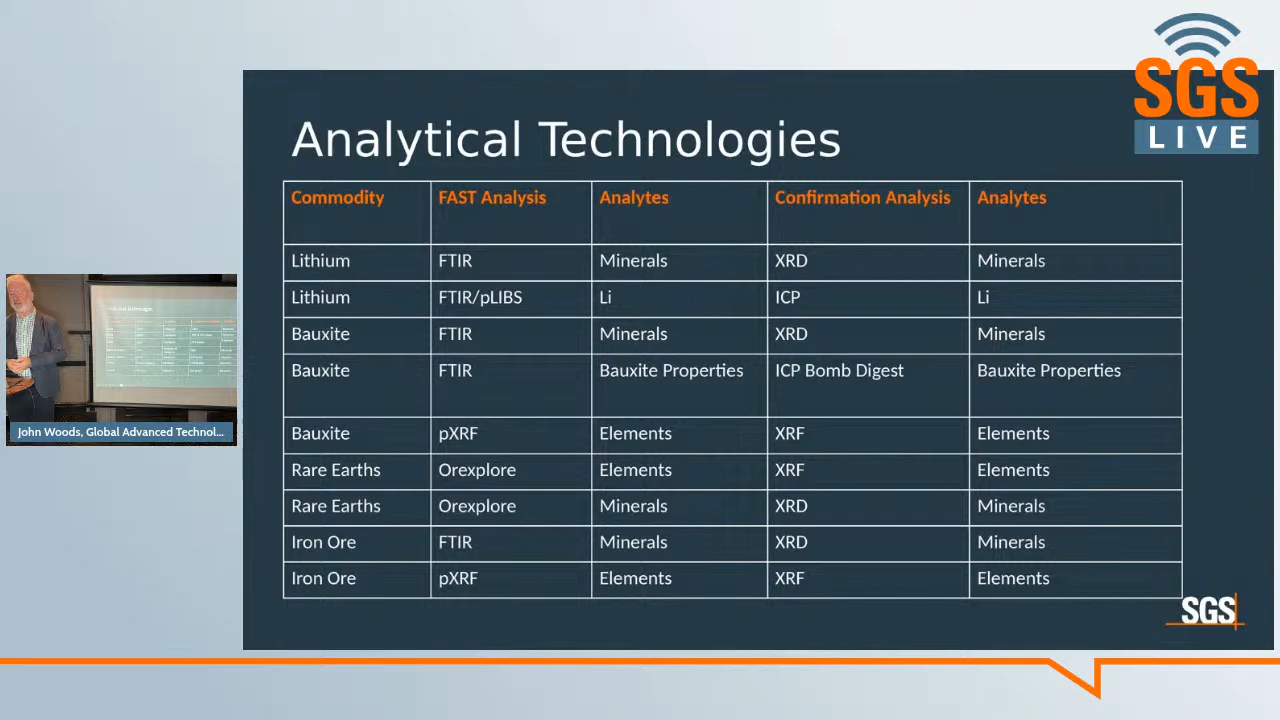 SGS
LIVE
Analytical Technologies
Commodity FAST Analysis Analytes Confirmation Analysis Analytes
Lithium FTIR Minerals XRD Minerals
Lithium FTIR/pLIBS Li ICP Li
Bauxite FTIR Minerals XRD Minerals
Bauxite FTIR Bauxite Properties ICP Bomb Digest Bauxite Properties
Bauxite pXRF Elements XRF Elements
Rare Earths Orexplore Elements XRF Elements
Rare Earths Orexplore Minerals XRD Minerals
Iron Ore FTIR Minerals XRD Minerals
Iron Ore pXRF Elements XRF Elements
John Woods, Global Advanced Technol...
SGS